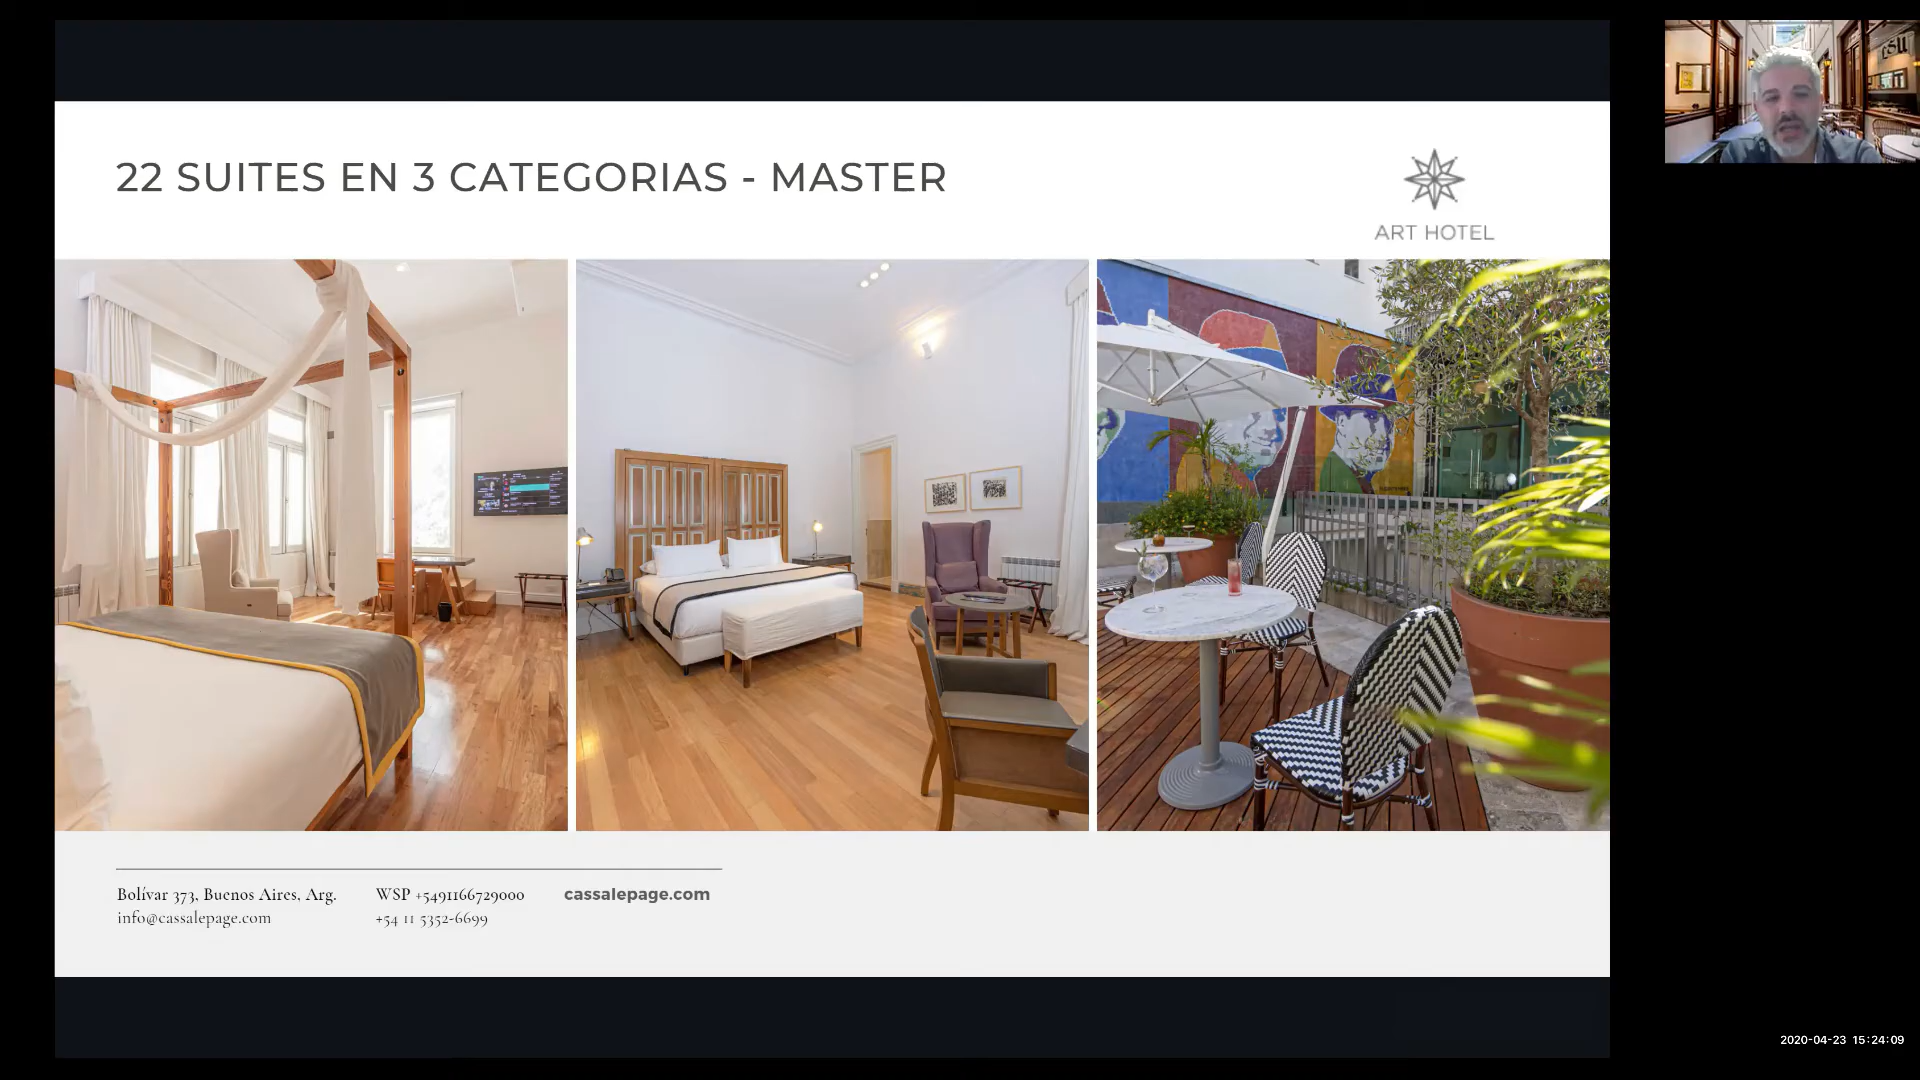 22 SUITES EN 3 CATEGORIAS - MASTER
ART HOTEL
Bolívar 373, Buenos Aires, Arg.
info@cassalepage.com
WSP +5491166729000
+54 11 5352-6699
cassalepage.com
2020-04-23 15:24:09